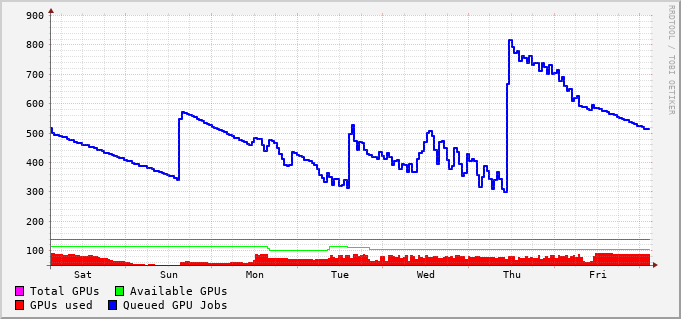 900
800
700
600
500
400
300
200
100
Sat Sun Mon Tue Wed Thu Fri
Total GPUs Available GPUs
GPUs used Queued GPU Jobs
RRDTOOL / TOBI OETIKER